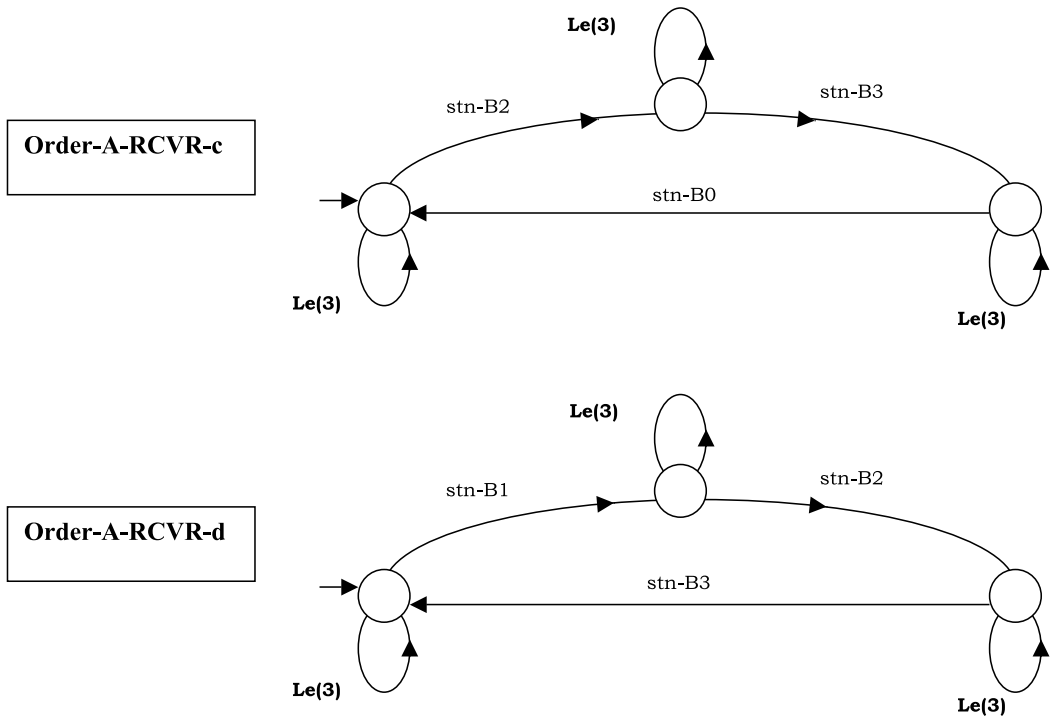 Le(3)
stn-B2
stn-B3
Order-A-RCVR-c
stn-B0
Le(3)
Le(3)
Le(3)
stn-B1
stn-B2
Order-A-RCVR-d
stn-B3
Le(3)
Le(3)